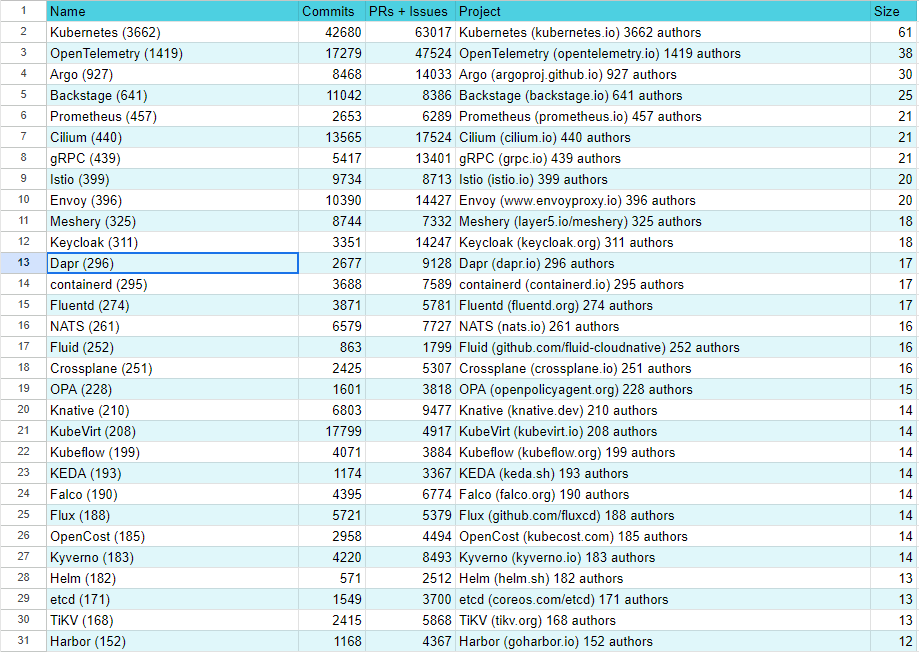 1 Name Commits PRs + Issues Project Size
2 Kubernetes (3662) 42680 63017 Kubernetes (kubernetes.io) 3662 authors 61
3 OpenTelemetry (1419) 17279 47524 OpenTelemetry (opentelemetry.io) 1419 authors 38
4 Argo (927) 8468 14033 Argo (argoproj.github.io) 927 authors 30
5 Backstage (641) 11042 8386 Backstage (backstage.io) 641 authors 25
6 Prometheus (457) 2653 6289 Prometheus (prometheus.io) 457 authors 21
7 Cilium (440) 13565 17524 Cilium (cilium.io) 440 authors 21
8 gRPC (439) 5417 13401 gRPC (grpc.io) 439 authors 21
9 Istio (399) 9734 8713 Istio (istio.io) 399 authors 20
10 Envoy (396) 10390 14427 Envoy (www.envoyproxy.io) 396 authors 20
11 Meshery (325) 8744 7332 Meshery (layer5.io/meshery) 325 authors 18
12 Keycloak (311) 3351 14247 Keycloak (keycloak.org) 311 authors 18
13 Dapr (296) 2677 9128 Dapr (dapr.io) 296 authors 17
14 containerd (295) 3688 7589 containerd (containerd.io) 295 authors 17
15 Fluentd (274) 3871 5781 Fluentd (fluentd.org) 274 authors 17
16 NATS (261) 6579 7727 NATS (nats.io) 261 authors 16
17 Fluid (252) 863 1799 Fluid (github.com/fluid-cloudnative) 252 authors 16
18 Crossplane (251) 2425 5307 Crossplane (crossplane.io) 251 authors 16
19 OPA (228) 1601 3818 OPA (openpolicyagent.org) 228 authors 15
20 Knative (210) 6803 9477 Knative (knative.dev) 210 authors 14
21 KubeVirt (208) 17799 4917 KubeVirt (kubevirt.io) 208 authors 14
22 Kubeflow (199) 4071 3884 Kubeflow (kubeflow.org) 199 authors 14
23 KEDA (193) 1174 3367 KEDA (keda.sh) 193 authors 14
24 Falco (190) 4395 6774 Falco (falco.org) 190 authors 14
25 Flux (188) 5721 5379 Flux (github.com/fluxcd) 188 authors 14
26 OpenCost (185) 2958 4494 OpenCost (kubecost.com) 185 authors 14
27 Kyverno (183) 4220 8493 Kyverno (kyverno.io) 183 authors 14
28 Helm (182) 571 2512 Helm (helm.sh) 182 authors 13
29 etcd (171) 1549 3700 etcd (coreos.com/etcd) 171 authors 13
30 TiKV (168) 2415 5868 TiKV (tikv.org) 168 authors 13
31 Harbor (152) 1168 4367 Harbor (goharbor.io) 152 authors 12